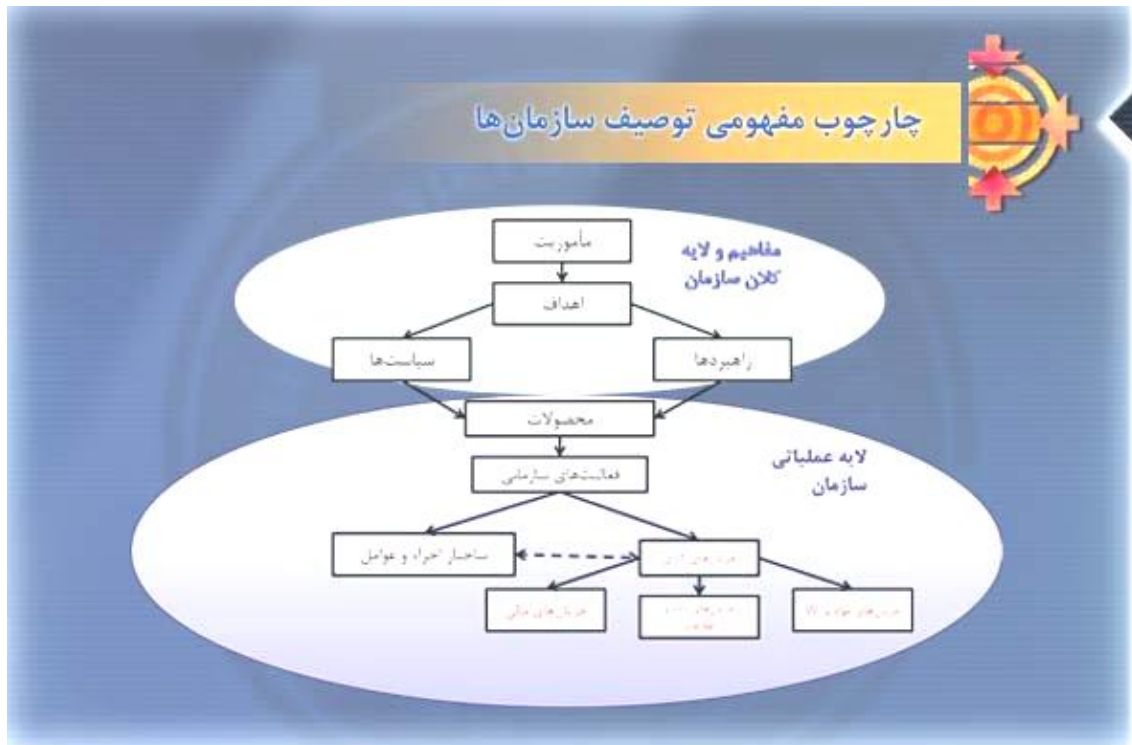 چارچوب مفهومی توصیف سازمان‌ها
مأموریت
مفاهیم و لایه
کلان سازمان
اهداف
راهبردها
سیاست‌ها
محصولات
لایه عملیاتی
سازمان
فعالیت‌های سازمانی
ساختار اجزاء و عوامل
جریان‌های مالی